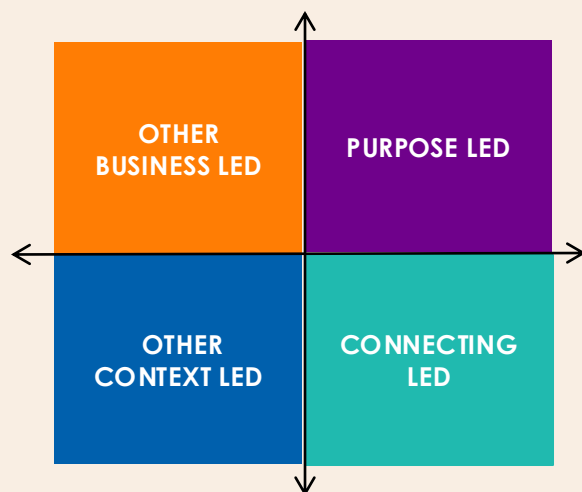 OTHER
BUSINESS LED
PURPOSE LED
OTHER
CONTEXT LED
CONNECTING
LED